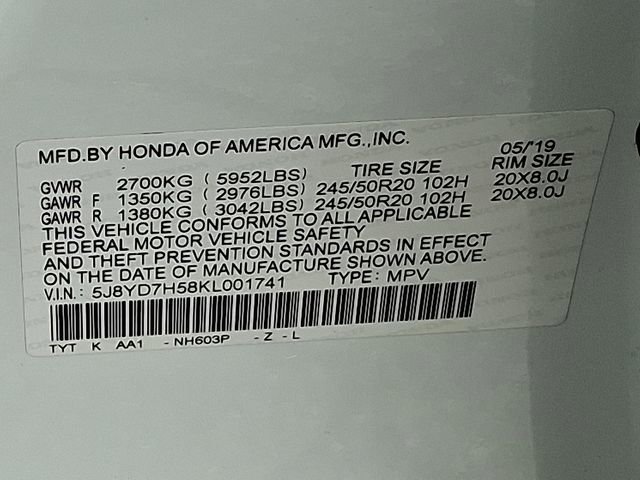 MFD.BY HONDA OF AMERICA MFG.,INC. 05/'19
GVWR 2700KG ( 5952LBS) TIRE SIZE RIM SIZE
GAWR F 1350KG ( 2976LBS) 245/50R20 102H 20X8.0J
GAWR R 1380KG ( 3042LBS) 245/50R20 102H 20X8.0J
THIS VEHICLE CONFORMS TO ALL APPLICABLE
FEDERAL MOTOR VEHICLE SAFETY
AND THEFT PREVENTION STANDARDS IN EFFECT
ON THE DATE OF MANUFACTURE SHOWN ABOVE.
V.I.N.: 5J8YD7H58KL001741 TYPE: MPV
TYT K AA1 - NH603P - Z - L